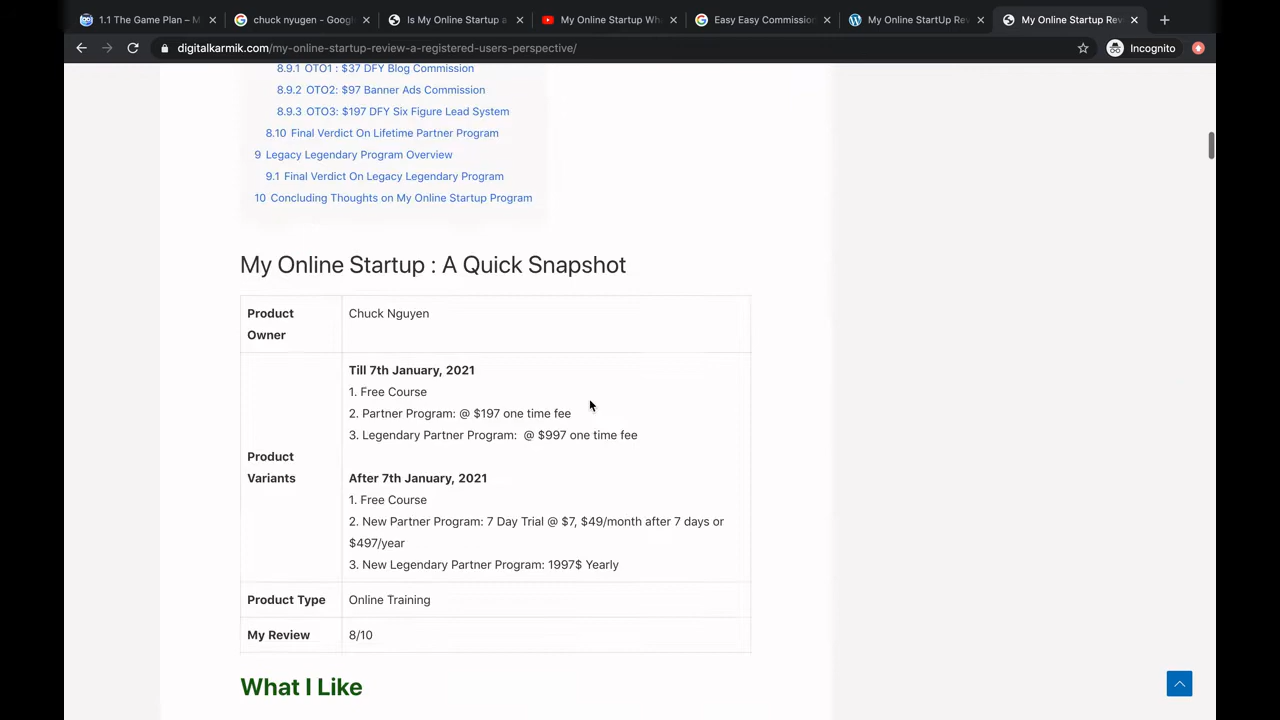 1.1 The Game Plan – M
chuck nyugen - Googl
Is My Online Startup a
My Online Startup Wh
Easy Easy Commission
My Online StartUp Rev
My Online Startup Rev
digitalkarmik.com/my-online-startup-review-a-registered-users-perspective/
Incognito
8.9.1 OTO1 : $37 DFY Blog Commission
8.9.2 OTO2: $97 Banner Ads Commission
8.9.3 OTO3: $197 DFY Six Figure Lead System
8.10 Final Verdict On Lifetime Partner Program
9 Legacy Legendary Program Overview
9.1 Final Verdict On Legacy Legendary Program
10 Concluding Thoughts on My Online Startup Program
My Online Startup : A Quick Snapshot
Product
Owner
Chuck Nguyen
Product
Variants
Till 7th January, 2021
1. Free Course
2. Partner Program: @ $197 one time fee
3. Legendary Partner Program:  @ $997 one time fee
After 7th January, 2021
1. Free Course
2. New Partner Program: 7 Day Trial @ $7, $49/month after 7 days or
$497/year
3. New Legendary Partner Program: 1997$ Yearly
Product Type
Online Training
My Review
8/10
What I Like